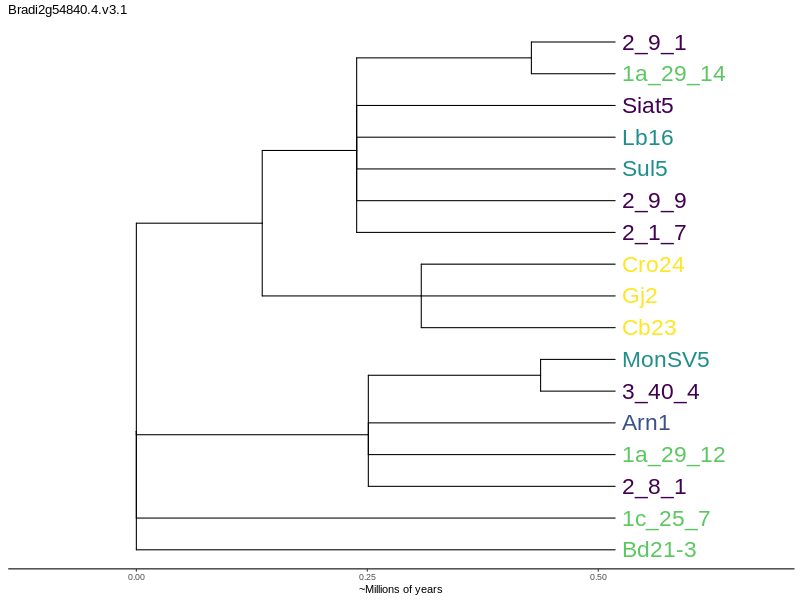 Bradi2g54840.4.v3.1
2_9_1
1a_29_14
Siat5
Lb16
Sul5
2_9_9
2_1_7
Cro24
Gj2
Cb23
MonSV5
3_40_4
Arn1
1a_29_12
2_8_1
1c_25_7
Bd21-3
0.00 0.25 0.50
~Millions of years